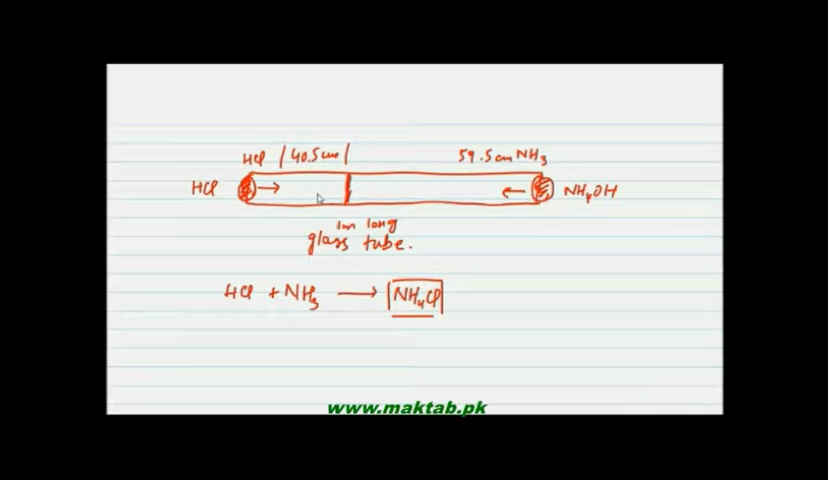 HCl |40.5cm| 59.5cm NH3
HCl → ← NH4OH
1m long
glass tube.
HCl + NH3 → NH4Cl
www.maktab.pk